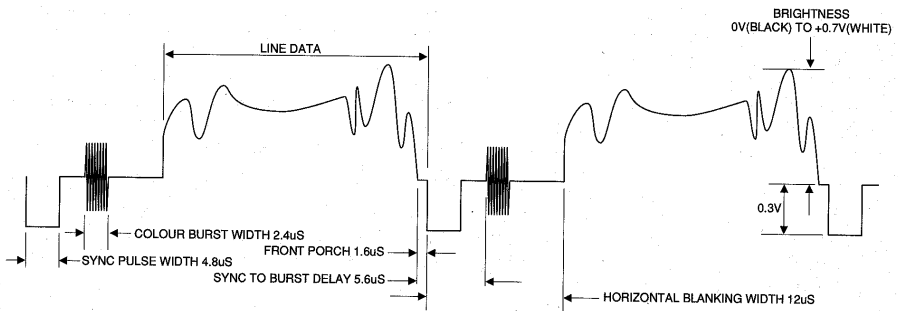 BRIGHTNESS
0V(BLACK) TO +0.7V(WHITE)
LINE DATA
0.3V
COLOUR BURST WIDTH 2.4uS
FRONT PORCH 1.6uS
SYNC PULSE WIDTH 4.8uS
SYNC TO BURST DELAY 5.6uS
HORIZONTAL BLANKING WIDTH 12uS